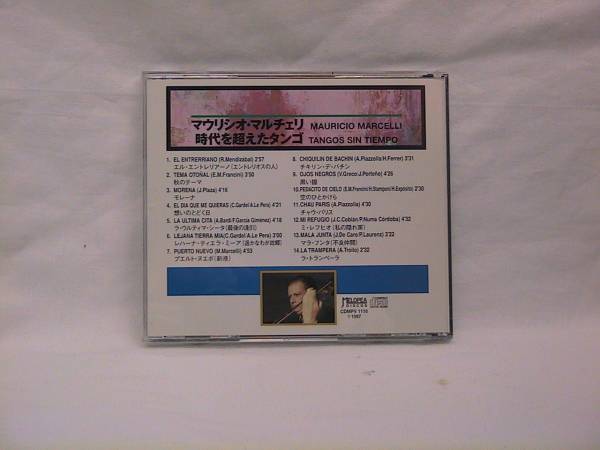 マウリシオ・マルチェリ MAURICIO MARCELLI
時代を超えたタンゴ TANGOS SIN TIEMPO
1. EL ENTRERRIANO (R.Mendizabal) 2'57
エル・エントレリアーノ(エントレリオスの人)
2. TEMA OTOÑAL (E.M.Francini) 3'50
秋のテーマ
3. MORENA (J.Plaza) 4'16
モレーナ
4. EL DIA QUE ME QUIERAS (C.Gardel A.Le Pera) 4'21
想いのとどく日
5. LA ULTIMA CITA (A.Bardi F.García Giménez) 4'18
ラ・ウルティマ・シータ(最後の逢引)
6. LEJANA TIERRA MIA (C.Gardel A.Le Pera) 3'00
レハーナ・ティエラ・ミーア(遥かなわが故郷)
7. PUERTO NUEVO (M.Marcelli) 4'53
プエルト・ヌエボ(新港)
8. CHIQUILIN DE BACHIN (A.Piazzolla H.Ferrer) 3'31
チキリン・デ・バチン
9. OJOS NEGROS (V.Greco J.Porteño) 4'26
黒い瞳
10. PEDACITO DE CIELO (E.M.Francini H.Stamponi H.Expósito) 2'30
空のひとかけら
11. CHAU PARIS (A.Piazzolla) 4'30
チャウ・パリス
12. MI REFUGIO (J.C.Cobián P.Numa Córdoba) 4'32
ミ・レフヒオ(私の隠れ家)
13. MALA JUNTA (J.De Caro P.Laurenz) 3'22
マラ・フンタ(不良仲間)
14. LA TRAMPERA (A.Troilo) 2'32
ラ・トランペーラ
MELOPEA
DISCOS
CDMPV 1110
℗ 1997